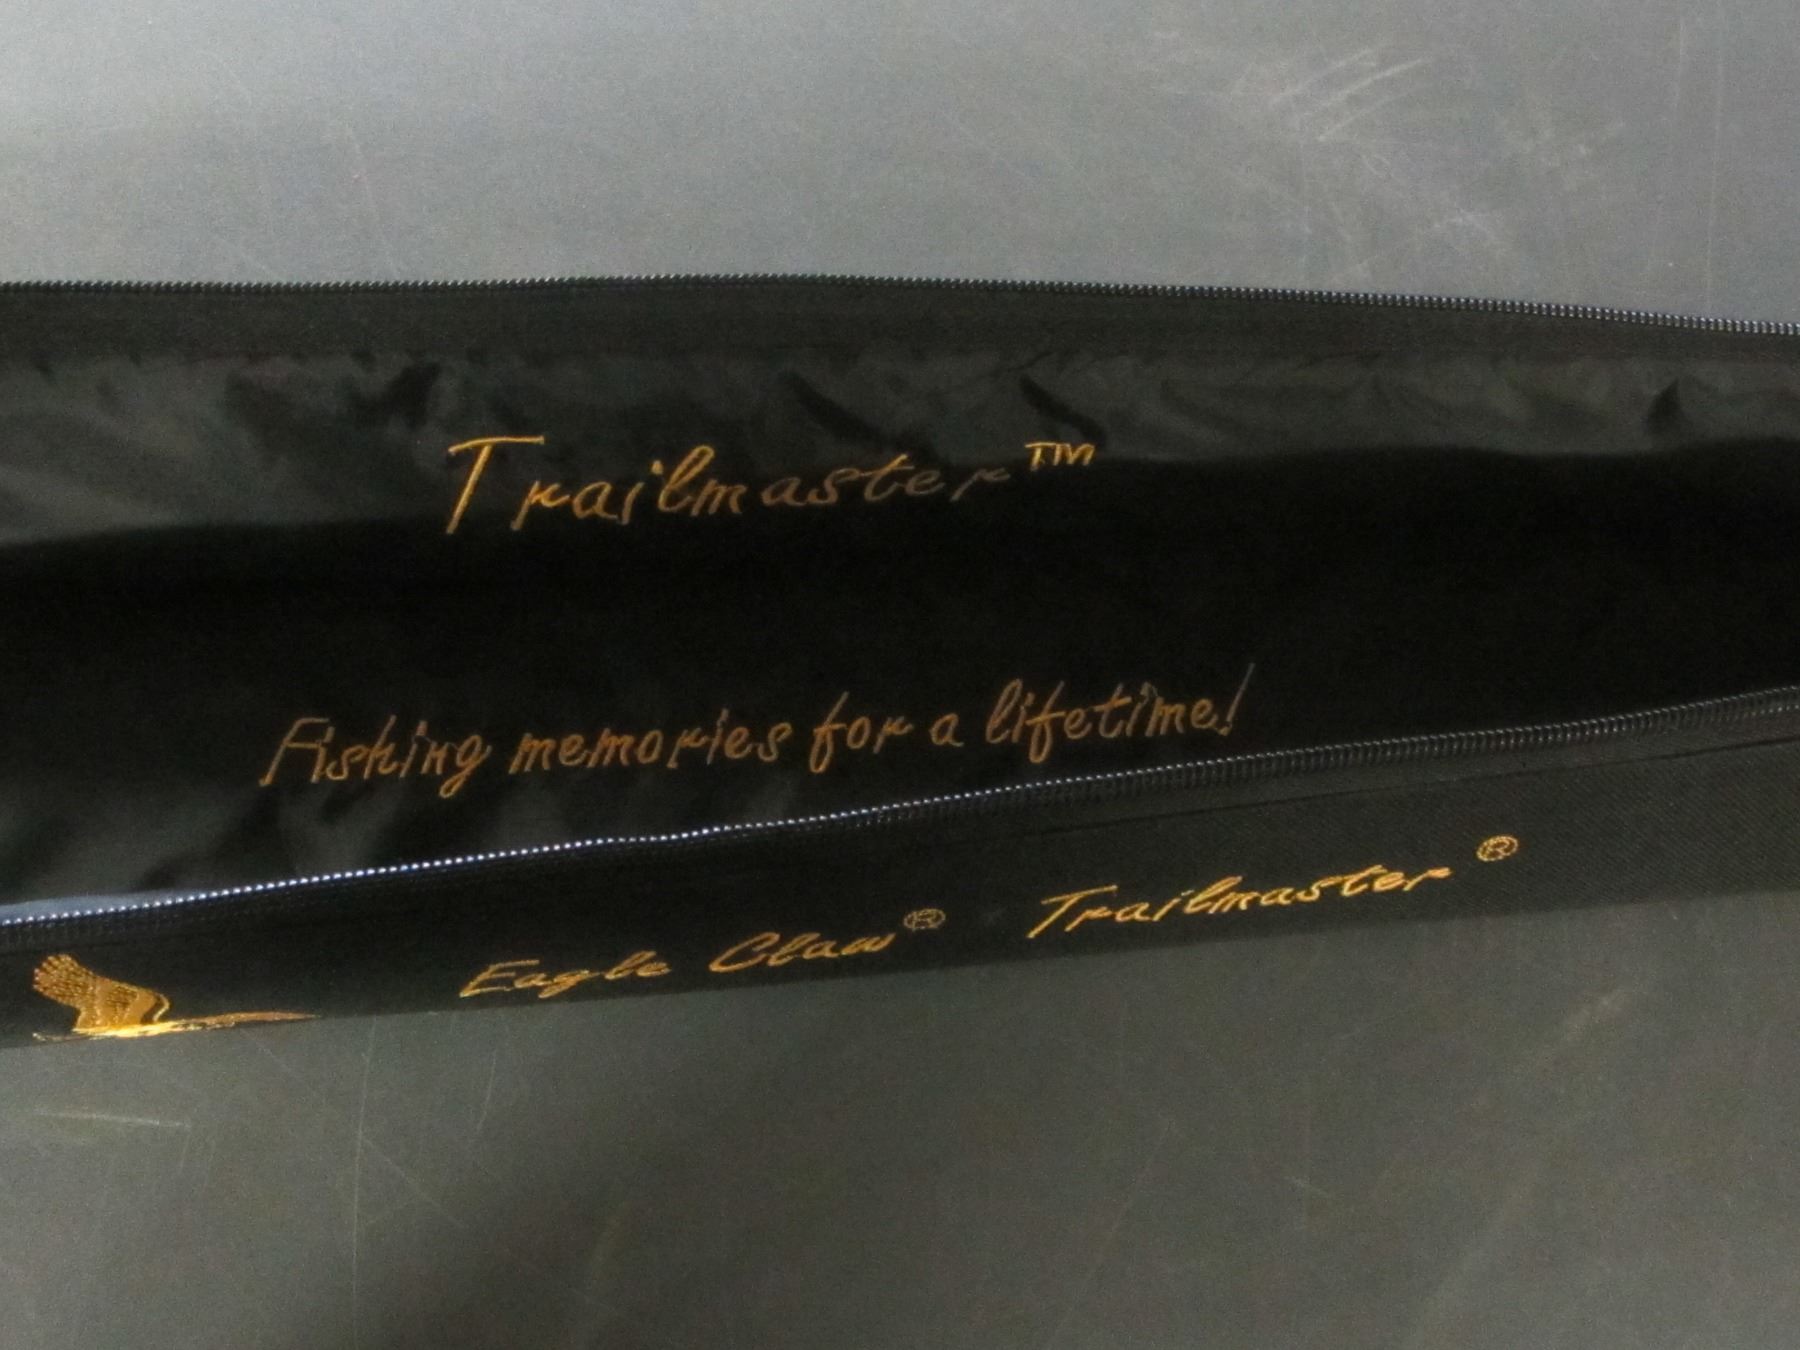 Trailmaster™
Fishing memories for a lifetime!
Eagle Claw® Trailmaster®